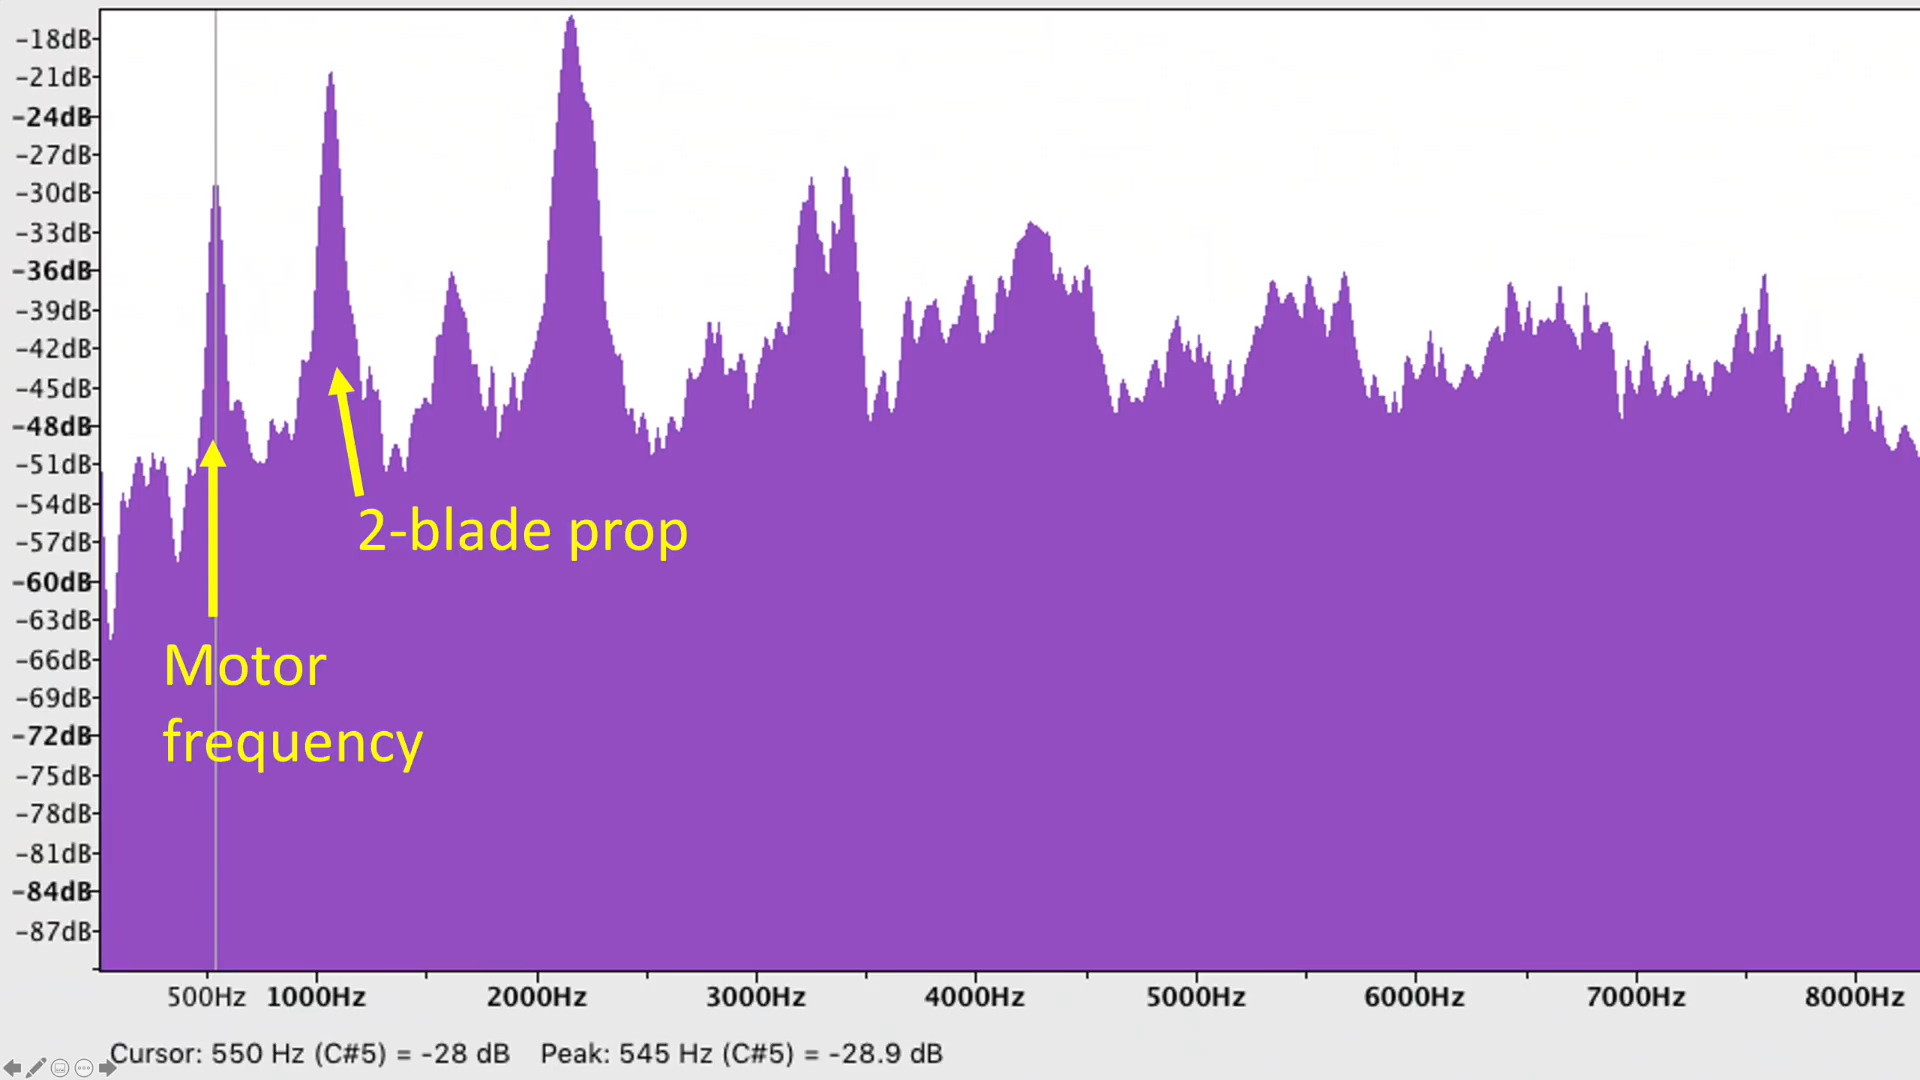 -18dB
-21dB
-24dB
-27dB
-30dB
-33dB
-36dB
-39dB
-42dB
-45dB
-48dB
-51dB
-54dB
-57dB
-60dB
-63dB
-66dB
-69dB
-72dB
-75dB
-78dB
-81dB
-84dB
-87dB
2-blade prop
Motor
frequency
500Hz 1000Hz 2000Hz 3000Hz 4000Hz 5000Hz 6000Hz 7000Hz 8000Hz
Cursor: 550 Hz (C#5) = -28 dB Peak: 545 Hz (C#5) = -28.9 dB